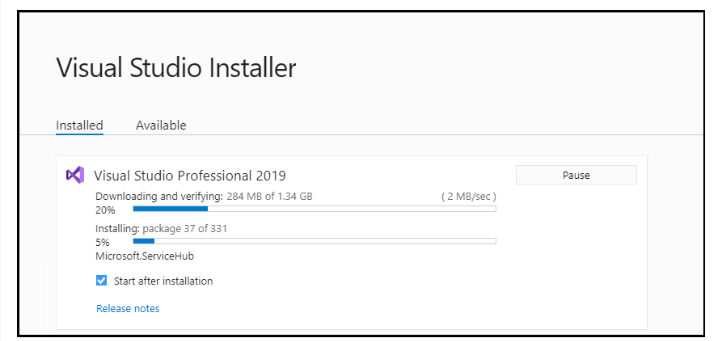 Visual Studio Installer
Installed Available
Visual Studio Professional 2019 Pause
Downloading and verifying: 284 MB of 1.34 GB ( 2 MB/sec )
20%
Installing: package 37 of 331
5%
Microsoft.ServiceHub
Start after installation
Release notes